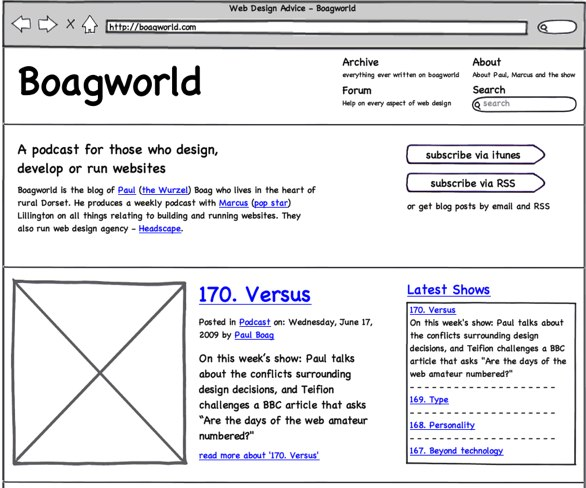 Web Design Advice - Boagworld
http://boagworld.com
Boagworld
Archive
everything ever written on boagworld
About
About Paul, Marcus and the show
Forum
Help on every aspect of web design
Search
search
A podcast for those who design,
develop or run websites
Boagworld is the blog of Paul (the Wurzel) Boag who lives in the heart of
rural Dorset. He produces a weekly podcast with Marcus (pop star)
Lillington on all things relating to building and running websites. They
also run web design agency - Headscape.
subscribe via itunes
subscribe via RSS
or get blog posts by email and RSS
170. Versus
Posted in Podcast on: Wednesday, June 17,
2009 by Paul Boag
On this week's show: Paul talks
about the conflicts surrounding
design decisions, and Teifion
challenges a BBC article that asks
"Are the days of the web amateur
numbered?"
read more about '170. Versus'
Latest Shows
170. Versus
On this week's show: Paul talks about
the conflicts surrounding design
decisions, and Teifion challenges a BBC
article that asks "Are the days of the
web amateur numbered?"
169. Type
168. Personality
167. Beyond technology